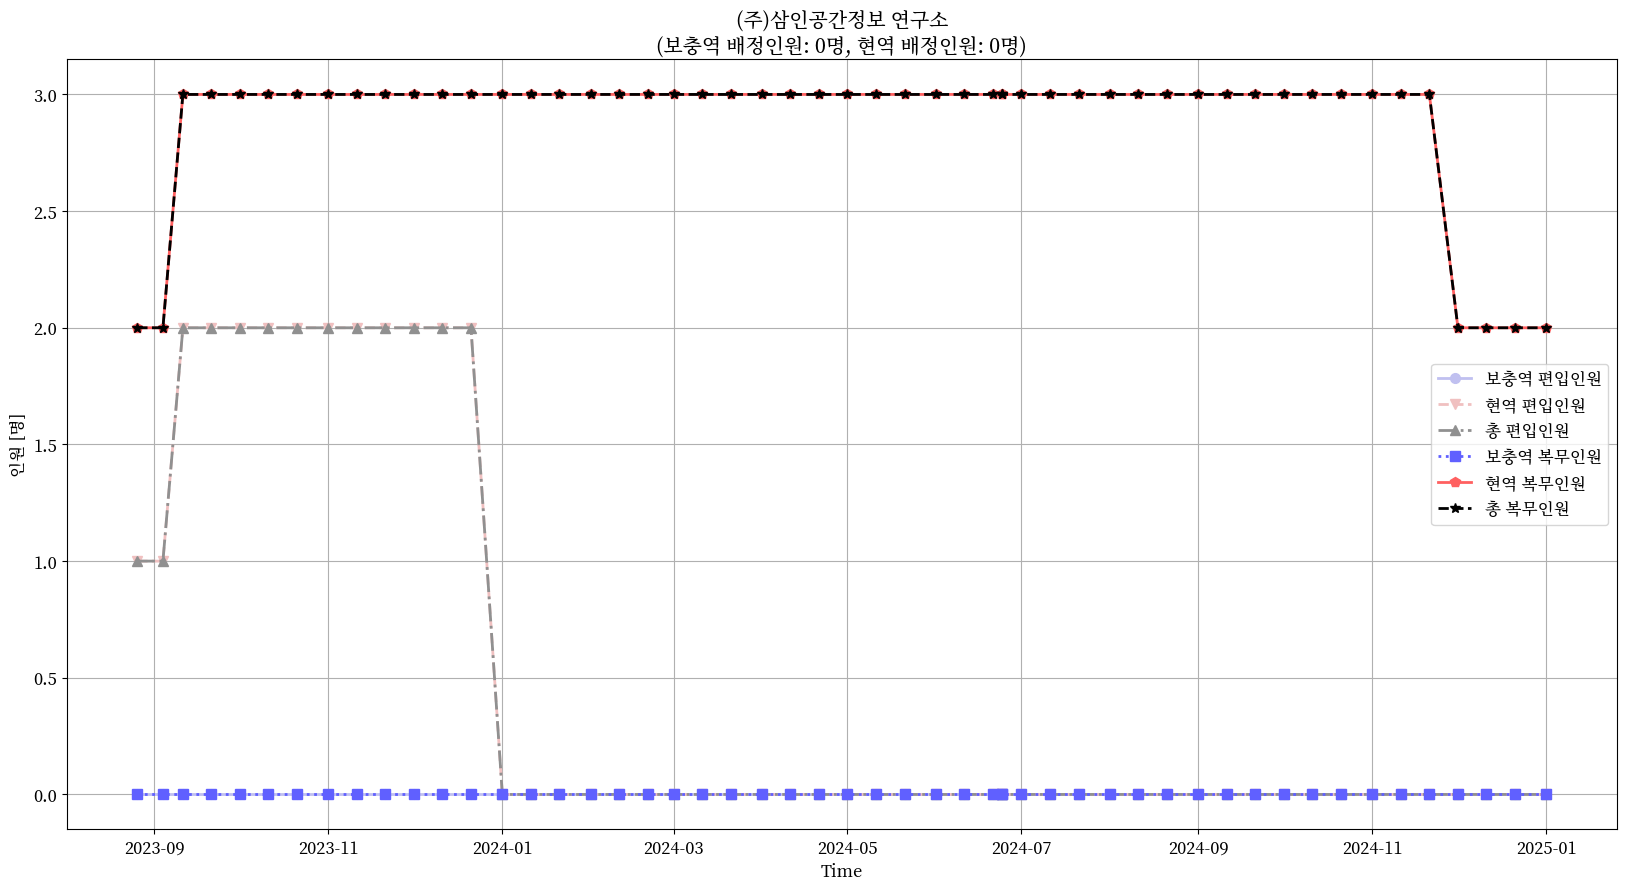 (주)삼인공간정보 연구소
(보충역 배정인원: 0명, 현역 배정인원: 0명)
3.0
2.5
2.0
1.5
1.0
0.5
0.0
인원 [명]
보충역 편입인원
현역 편입인원
총 편입인원
보충역 복무인원
현역 복무인원
총 복무인원
2023-09 2023-11 2024-01 2024-03 2024-05 2024-07 2024-09 2024-11 2025-01
Time